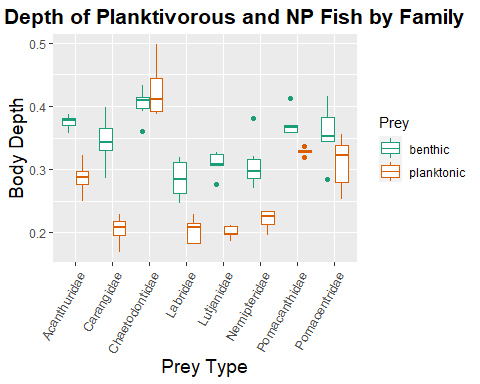 Depth of Planktivorous and NP Fish by Family
Body Depth
0.5
0.4
0.3
0.2
Acanthuridae
Carangidae
Chaetodontidae
Labridae
Lutjanidae
Nemipteridae
Pomacanthidae
Pomacentridae
Prey Type
Prey
benthic
planktonic